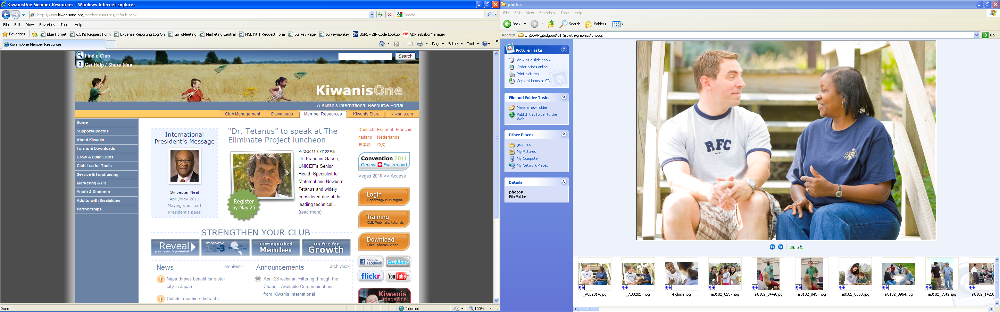 KiwanisOne Member Resources - Windows Internet Explorer
http://www.kiwanisone.org/memberresources/default.aspx
Google
File Edit View Favorites Tools Help
Favorites Blue Hornet CC Kit Request Form Expense Reporting Log On GoToMeeting Marketing Central NCB Kit 1 Request Form Survey Page surveymonkey USPS - ZIP Code Lookup ADP ezLaborManager
KiwanisOne Member Resources
Page Safety Tools
Find a Club
Get Help / Share Idea
Search
KiwanisOne
A Kiwanis International Resource Portal
Club Management Downloads Member Resources Kiwanis Store Kiwanis.org
Home
Support/Updates
About Kiwanis
Forms & Downloads
Grow & Build Clubs
Club Leader Tools
Service & Fundraising
Marketing & PR
Youth & Students
Adults with Disabilities
Partnerships
International
President's Message
Sylvester Neal
April/May 2011
Playing your part
President's page
“Dr. Tetanus” to speak at The
Eliminate Project luncheon
4/12/2011 4:47:00 PM
Dr. Francois Gasse,
UNICEF's Senior
Health Specialist for
Maternal and Newborn
Tetanus and widely
considered one of the
leading technical ...
(read more)
Register
by May 25
Deutsch Español Français
Italiano Nederlands
日本語 中文
Convention 2011
Geneva Switzerland
Vegas 2010 >> Access
Login
Reporting, club mgmt.
Training
CLE, Webinars, tutorials
Download
Files, photos, video
STRENGTHEN YOUR CLUB
Reveal
your growth potential
IT'S AS EASY AS
1-2-3
You Hold
the Key!
Distinguished
Member
On fire for
Growth
Find us on
Facebook
twitter
flickr
YouTube
Kiwanis
magazine
News archives>
Napa throws benefit for sister
city in Japan
Colorful machine distracts
Announcements archives>
April 26 webinar: Filtering through the
Chaos—Available Communications
from Kiwanis International
Done
Internet
100%
photos
File Edit View Favorites Tools Help
Back Search Folders
Address U:\SOAP\gbidgood\01 Growth\graphics\photos Go
Picture Tasks
View as a slide show
Order prints online
Print pictures
Copy all items to CD
File and Folder Tasks
Make a new folder
Publish this folder to the
Web
Other Places
graphics
My Pictures
My Computer
My Network Places
Details
photos
File Folder
RFC
_A8B2014.jpg _A8B2027.jpg 4 gloria.jpg ai0102_0257.jpg ai0102_0449.jpg ai0102_0457.jpg ai0102_0663.jpg ai0102_0964.jpg ai0102_1342.jpg ai0102_1428.